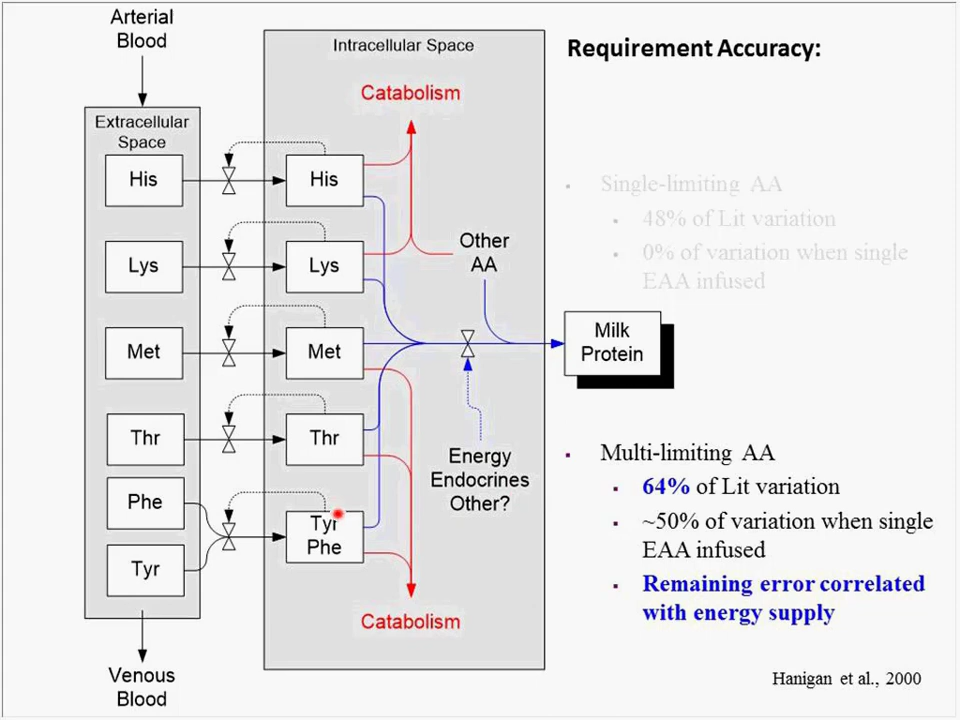 Arterial
Blood
Extracellular
Space
His
Lys
Met
Thr
Phe
Tyr
Venous
Blood
Intracellular Space
Catabolism
His
Lys
Met
Thr
Tyr
Phe
Other
AA
Energy
Endocrines
Other?
Catabolism
Milk
Protein
Requirement Accuracy:
Single-limiting AA
48% of Lit variation
0% of variation when single
EAA infused
Multi-limiting AA
64% of Lit variation
~50% of variation when single
EAA infused
Remaining error correlated
with energy supply
Hanigan et al., 2000